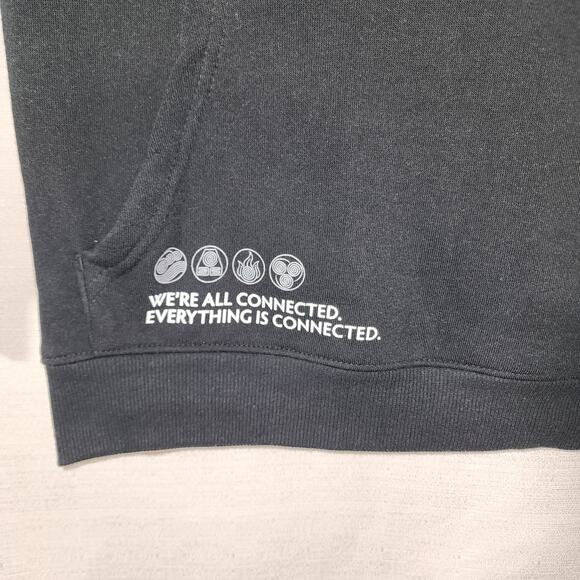 WE'RE ALL CONNECTED.
EVERYTHING IS CONNECTED.